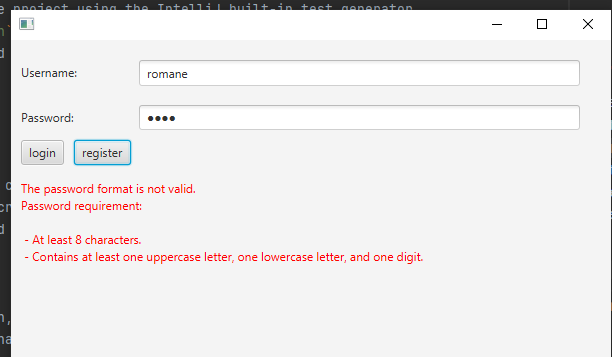 e project using the IntelliJ built-in test generator
Username:
romane
Password:
••••
login
register
The password format is not valid.
Password requirement:
- At least 8 characters.
- Contains at least one uppercase letter, one lowercase letter, and one digit.